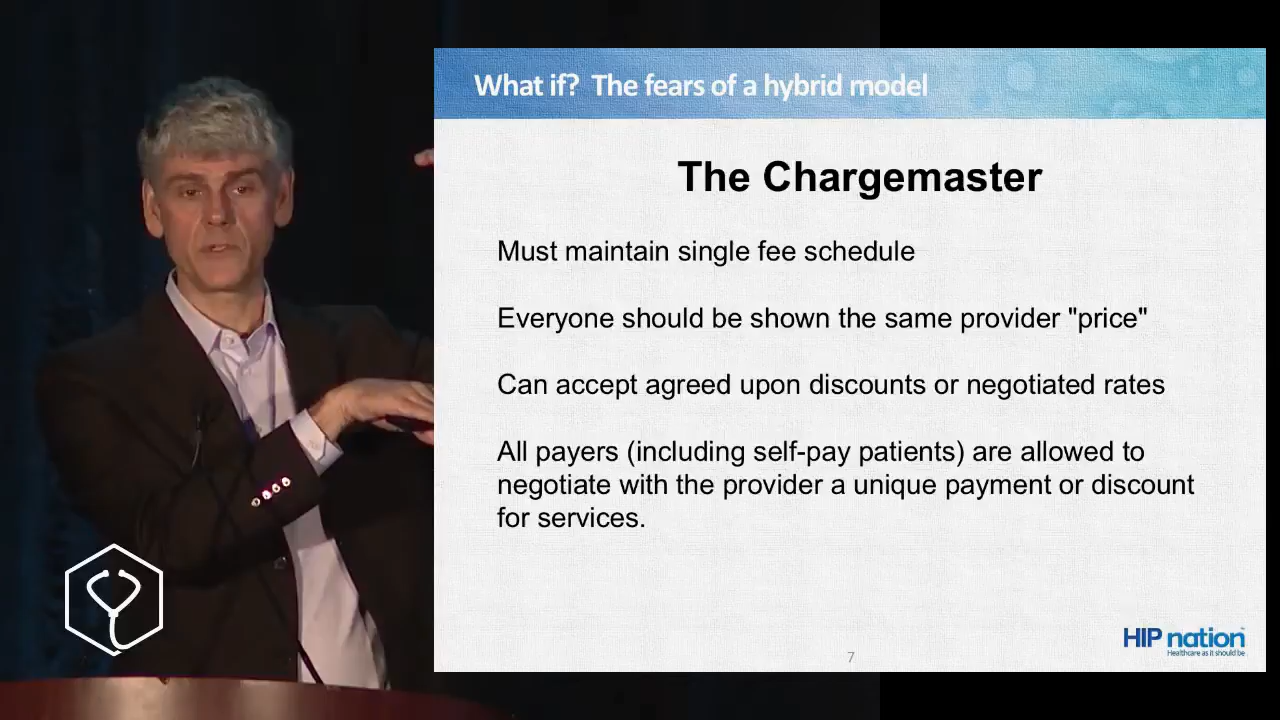 What if? The fears of a hybrid model
The Chargemaster
Must maintain single fee schedule
Everyone should be shown the same provider "price"
Can accept agreed upon discounts or negotiated rates
All payers (including self-pay patients) are allowed to
negotiate with the provider a unique payment or discount
for services.
HIP nation
Healthcare as it should be
7